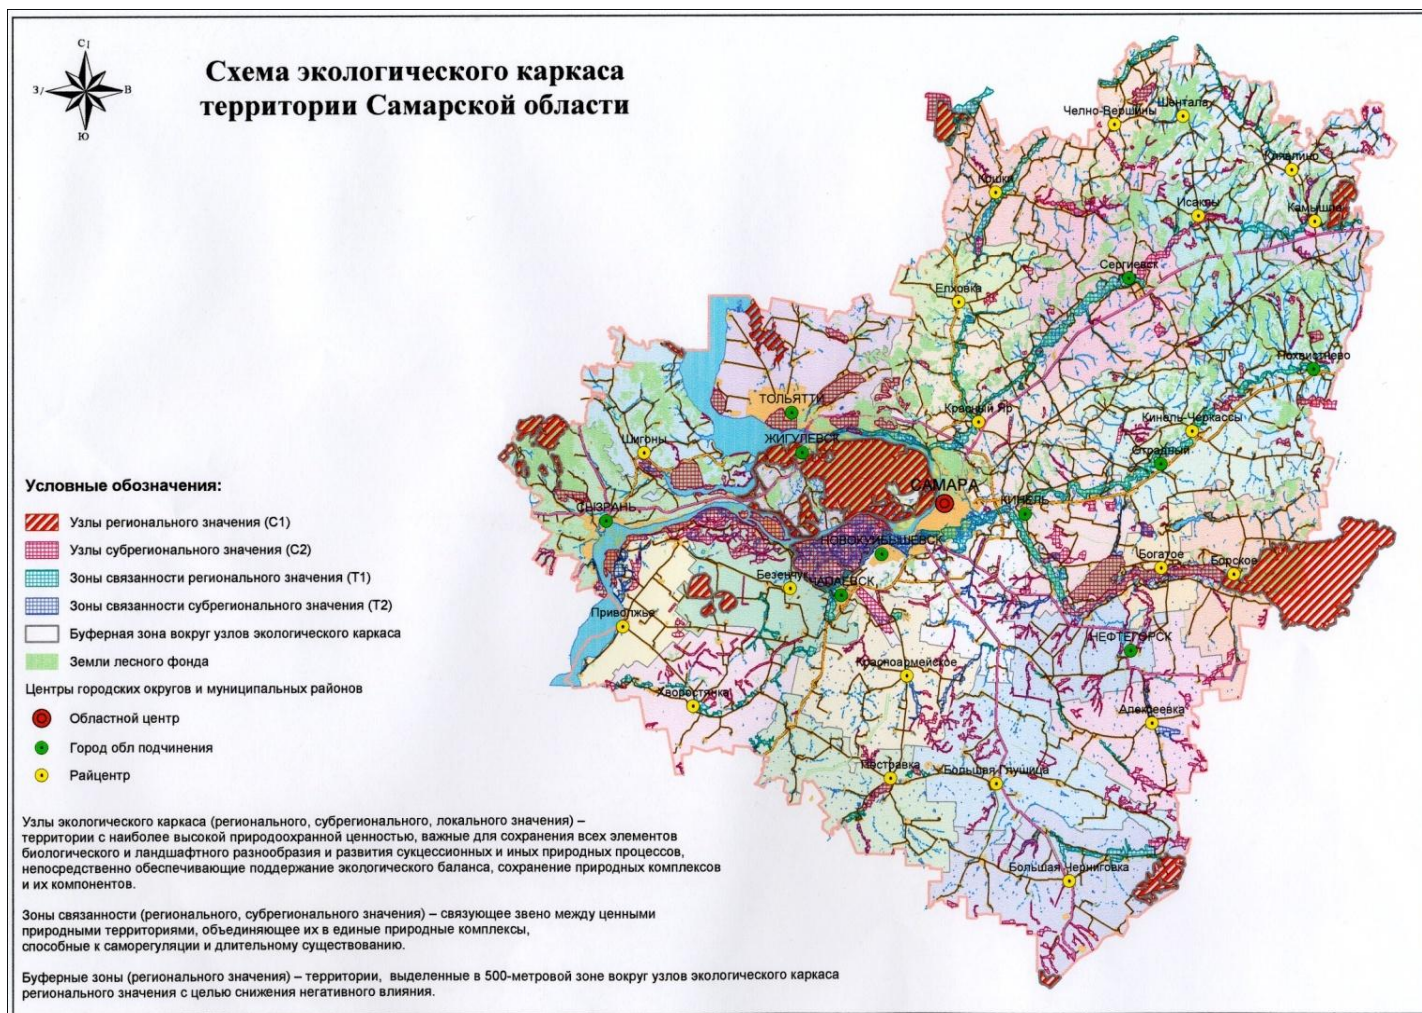 С
Схема экологического каркаса
территории Самарской области
З
В
Ю
Шентала
Челно-Вершины
Клявлино
Кошки
Исаклы
Камышла
Сергиевск
Елховка
Похвистнево
ТОЛЬЯТТИ
Красный Яр
Кинель-Черкассы
Шигоны
ЖИГУЛЕВСК
Отрадный
САМАРА
КИНЕЛЬ
СЫЗРАНЬ
НОВОКУЙБЫШЕВСК
Богатое
Борское
Безенчук
ЧАПАЕВСК
Приволжье
НЕФТЕГОРСК
Красноармейское
Хворостянка
Алексеевка
Пестравка
Большая Глушица
Большая Черниговка
Условные обозначения:
Узлы регионального значения (С1)
Узлы субрегионального значения (С2)
Зоны связанности регионального значения (Т1)
Зоны связанности субрегионального значения (Т2)
Буферная зона вокруг узлов экологического каркаса
Земли лесного фонда
Центры городских округов и муниципальных районов
Областной центр
Город обл подчинения
Райцентр
Узлы экологического каркаса (регионального, субрегионального, локального значения) –
территории с наиболее высокой природоохранной ценностью, важные для сохранения всех элементов
биологического и ландшафтного разнообразия и развития сукцессионных и иных природных процессов,
непосредственно обеспечивающие поддержание экологического баланса, сохранение природных комплексов
и их компонентов.
Зоны связанности (регионального, субрегионального значения) – связующее звено между ценными
природными территориями, объединяющее их в единые природные комплексы,
способные к саморегуляции и длительному существованию.
Буферные зоны (регионального значения) – территории, выделенные в 500-метровой зоне вокруг узлов экологического каркаса
регионального значения с целью снижения негативного влияния.